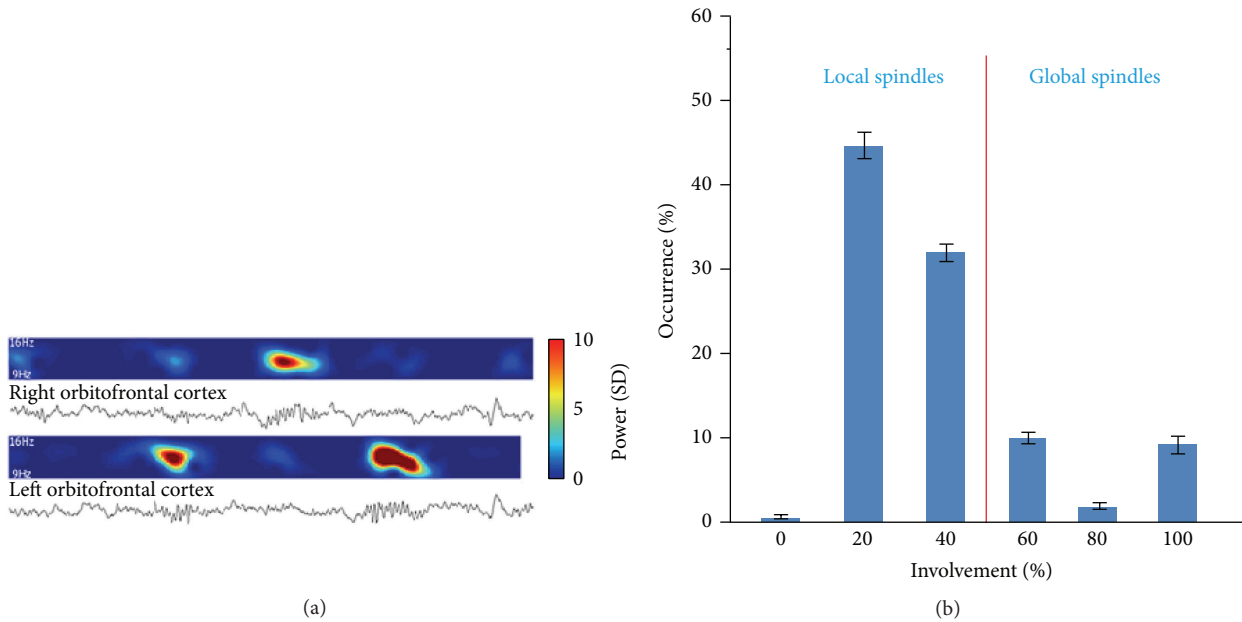 16Hz
9Hz
Right orbitofrontal cortex
16Hz
9Hz
Left orbitofrontal cortex
10
5
0
Power (SD)
(a)
60
50
40
30
20
10
0
Occurrence (%)
Local spindles
Global spindles
0 20 40 60 80 100
Involvement (%)
(b)